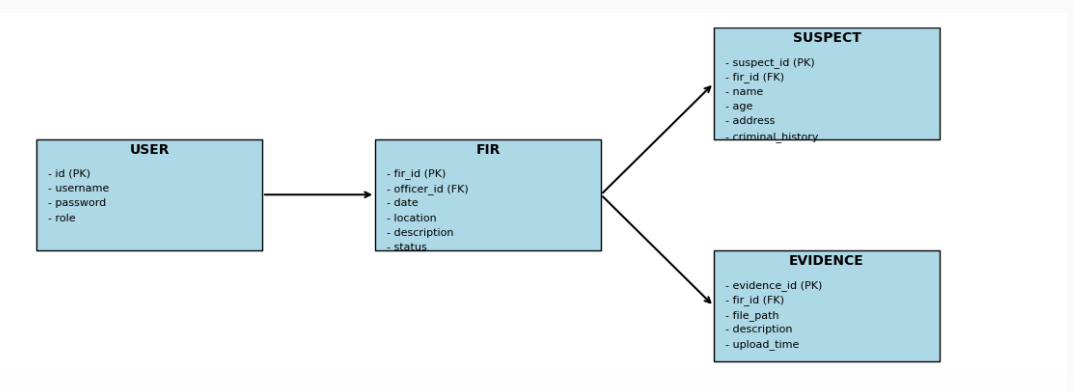 USER
- id (PK)
- username
- password
- role
FIR
- fir_id (PK)
- officer_id (FK)
- date
- location
- description
- status
SUSPECT
- suspect_id (PK)
- fir_id (FK)
- name
- age
- address
- criminal_history
EVIDENCE
- evidence_id (PK)
- fir_id (FK)
- file_path
- description
- upload_time